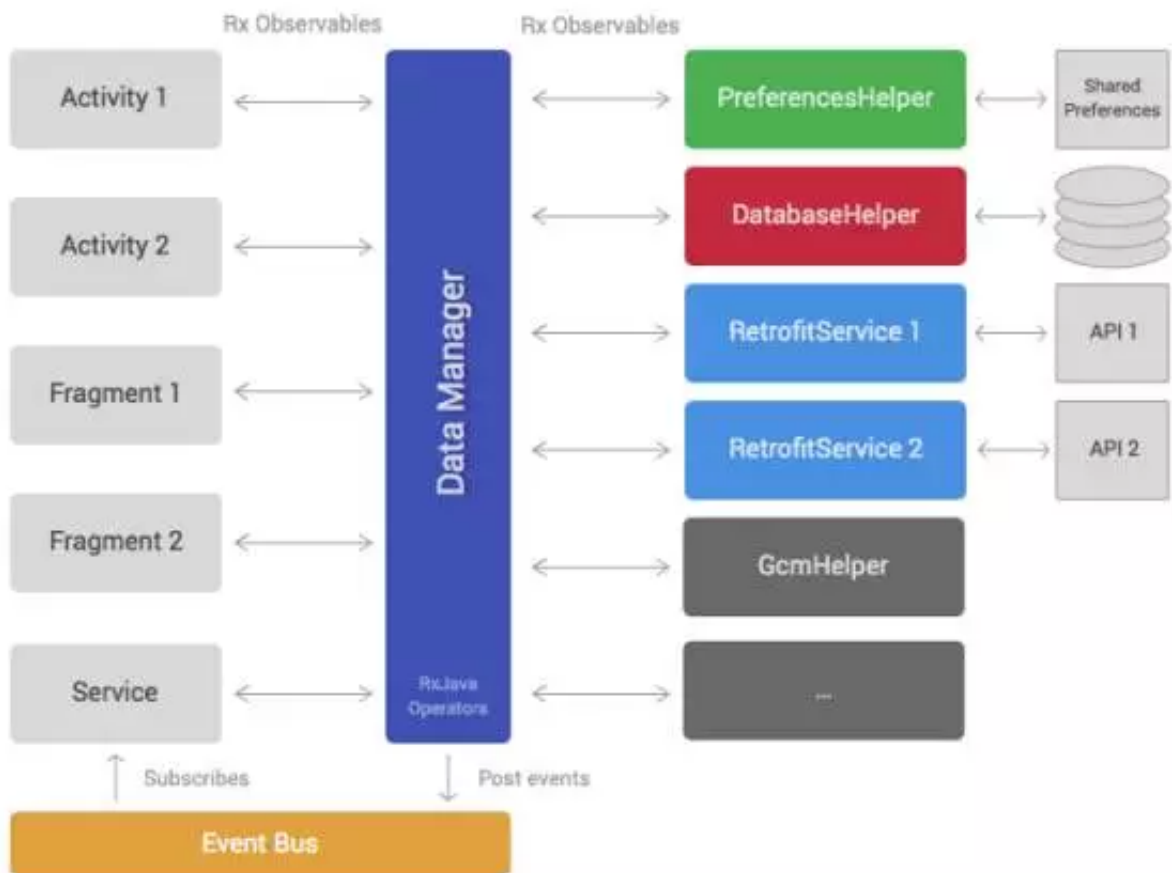 Rx Observables
Rx Observables
Activity 1
Activity 2
Fragment 1
Fragment 2
Service
Data Manager
RxJava
Operators
PreferencesHelper
DatabaseHelper
RetrofitService 1
RetrofitService 2
GcmHelper
...
Shared
Preferences
API 1
API 2
Subscribes
Post events
Event Bus